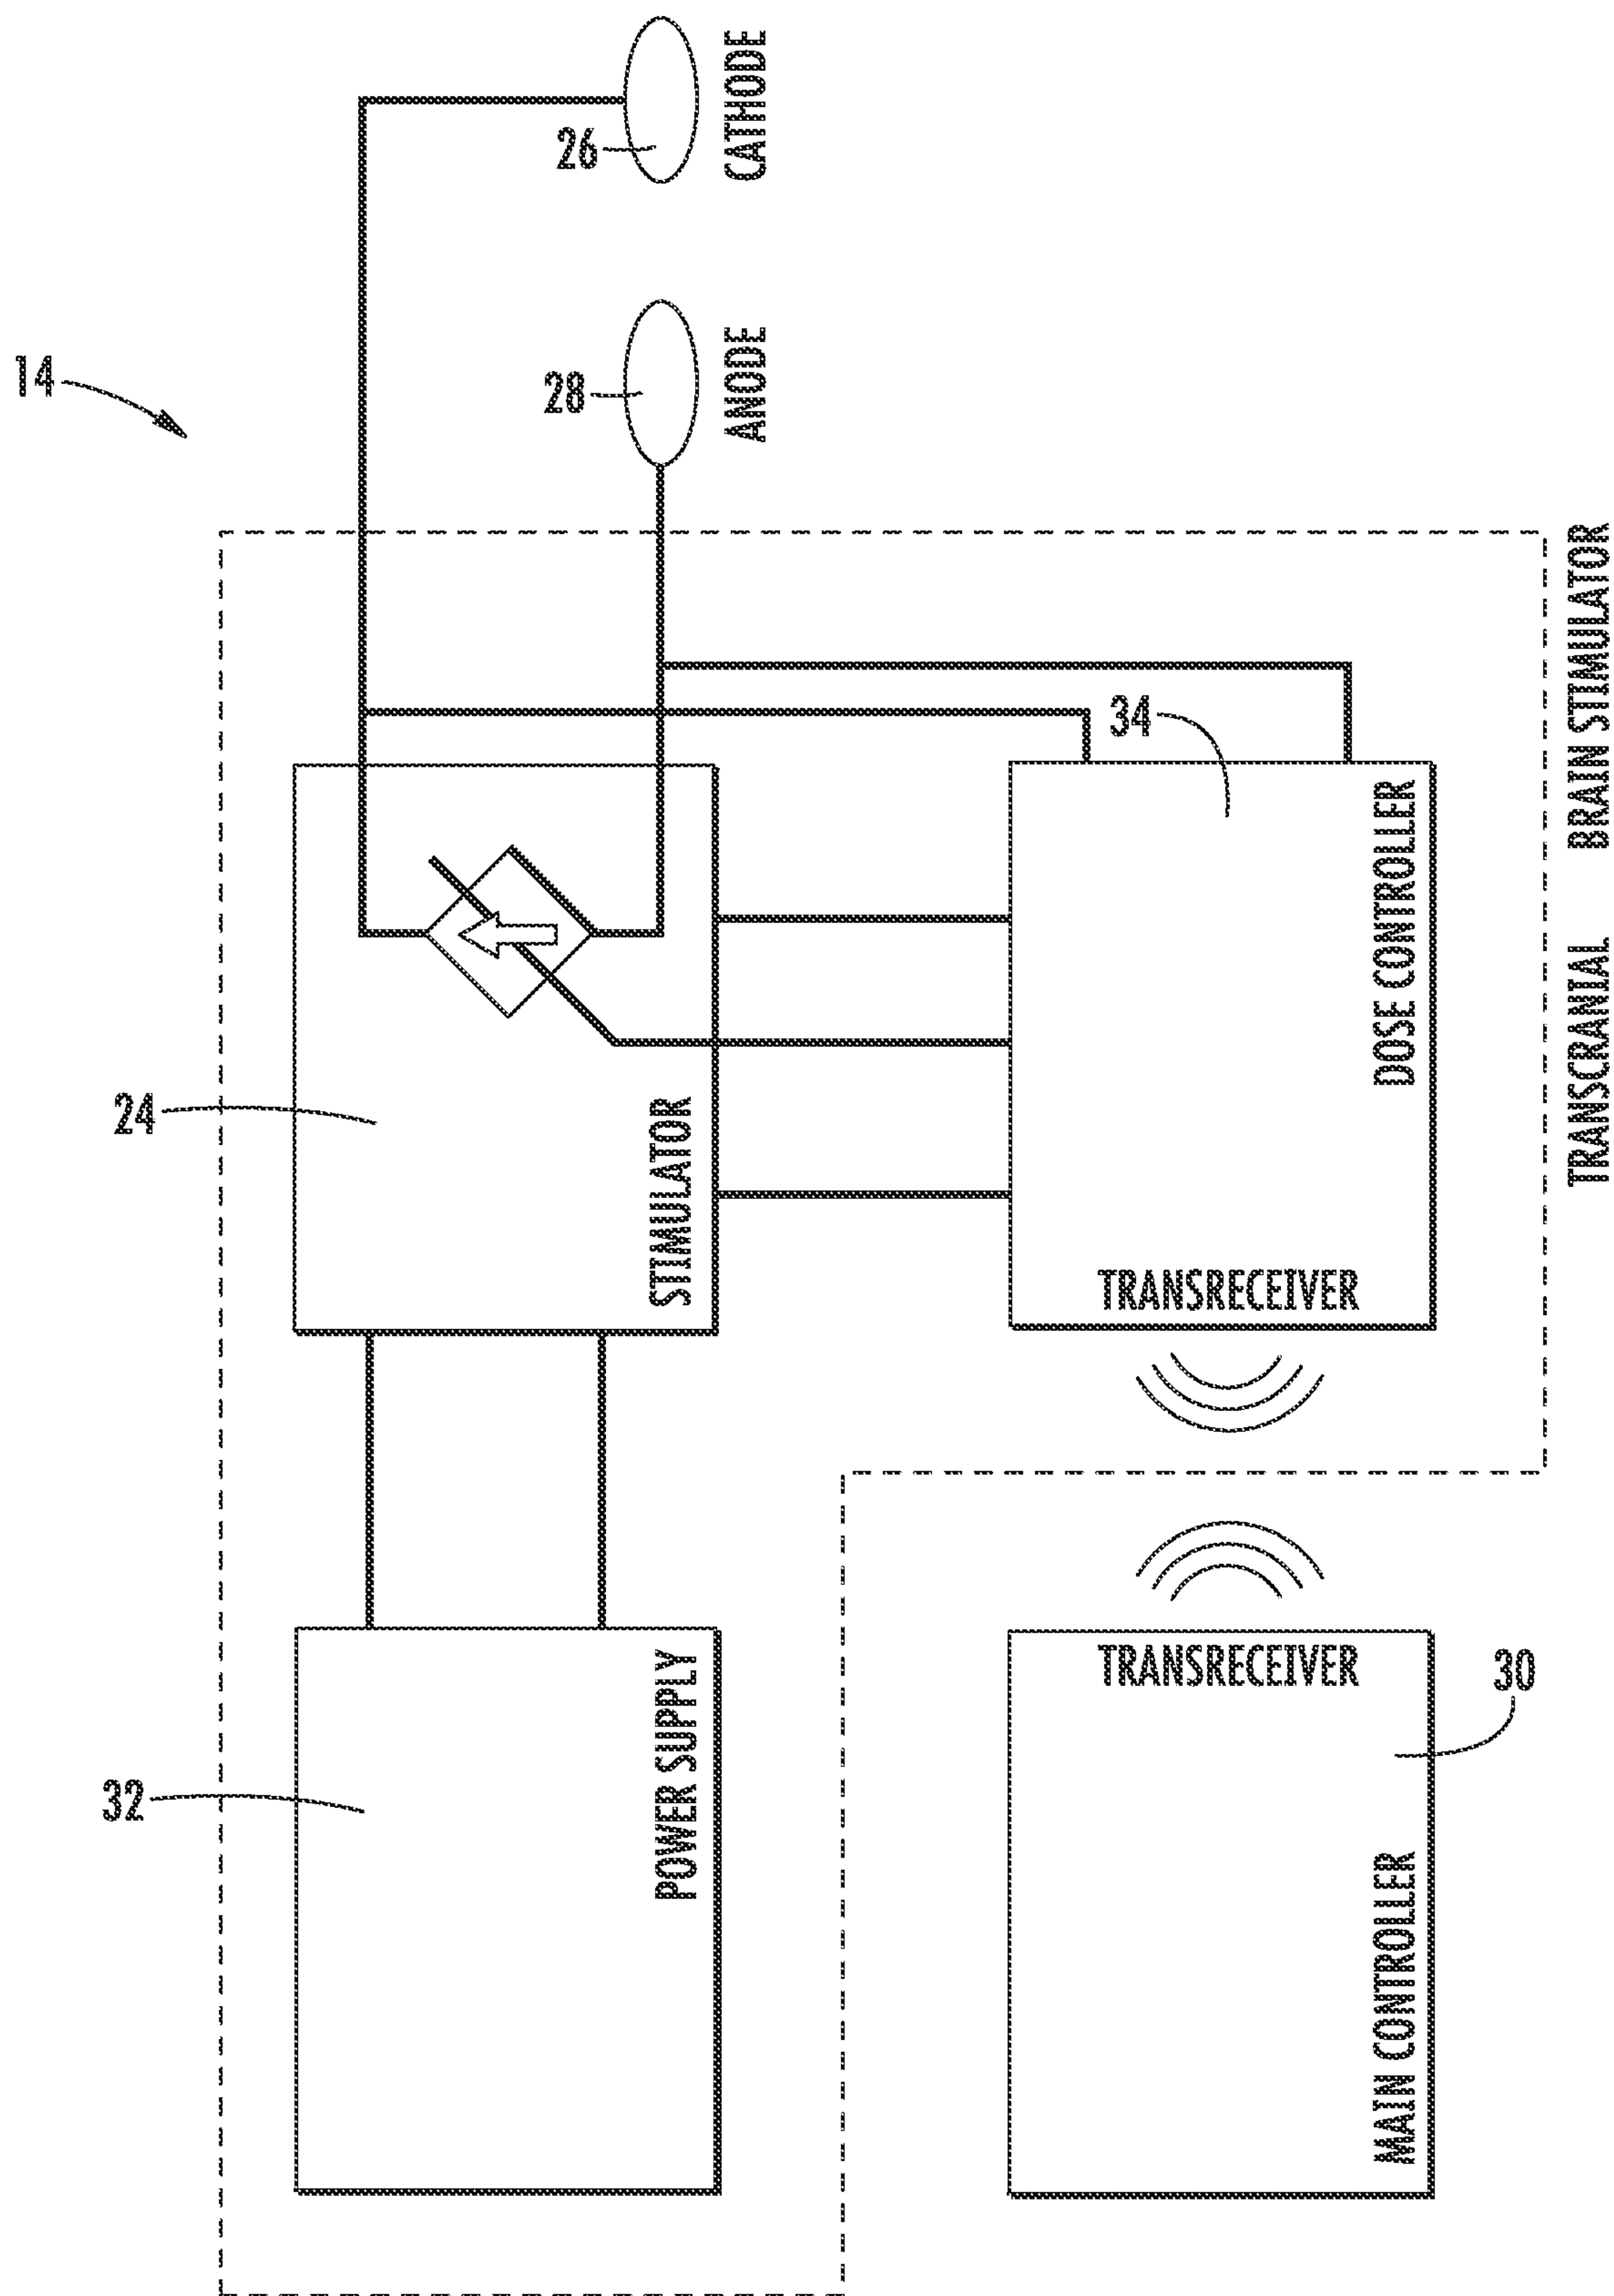 14
26
CATHODE
28
ANODE
34
24
STIMULATOR
DOSE CONTROLLER
TRANSRECEIVER
TRANSCRANIAL BRAIN STIMULATOR
32
POWER SUPPLY
TRANSRECEIVER
30
MAIN CONTROLLER